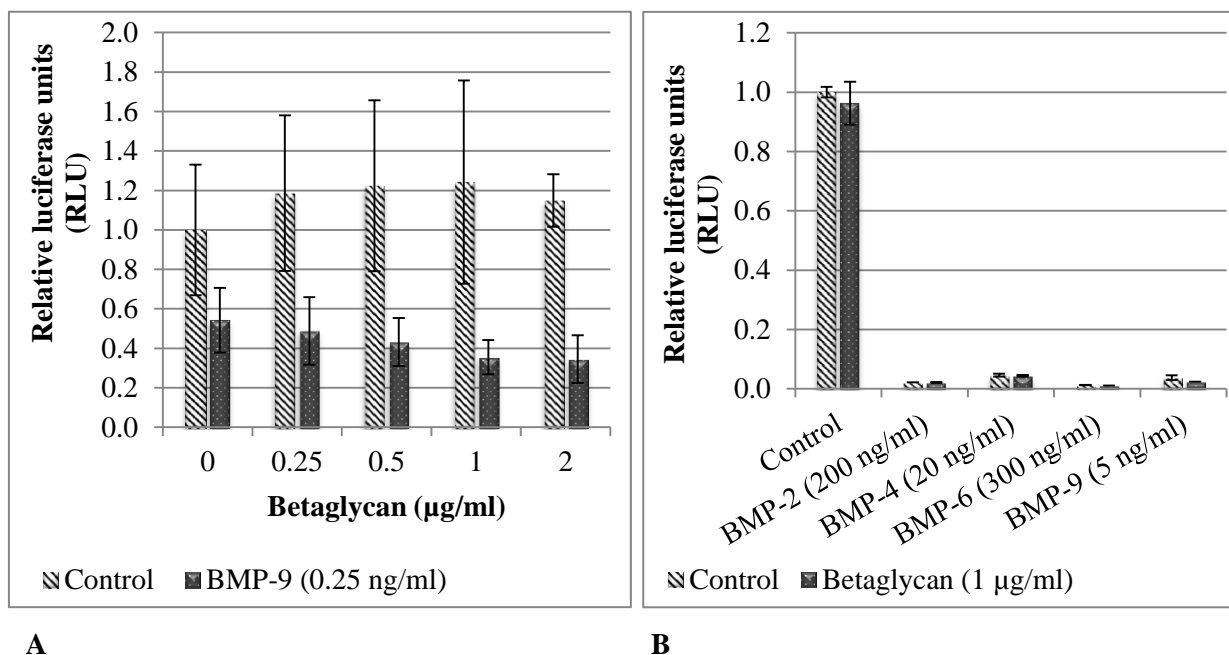 2.0
1.8
1.6
1.4
1.2
1.0
0.8
0.6
0.4
0.2
0.0
Relative luciferase units
(RLU)
0 0.25 0.5 1 2
Betaglycan (µg/ml)
Control BMP-9 (0.25 ng/ml)
A
1.2
1.0
0.8
0.6
0.4
0.2
0.0
Relative luciferase units
(RLU)
Control
BMP-2 (200 ng/ml)
BMP-4 (20 ng/ml)
BMP-6 (300 ng/ml)
BMP-9 (5 ng/ml)
Control Betaglycan (1 µg/ml)
B